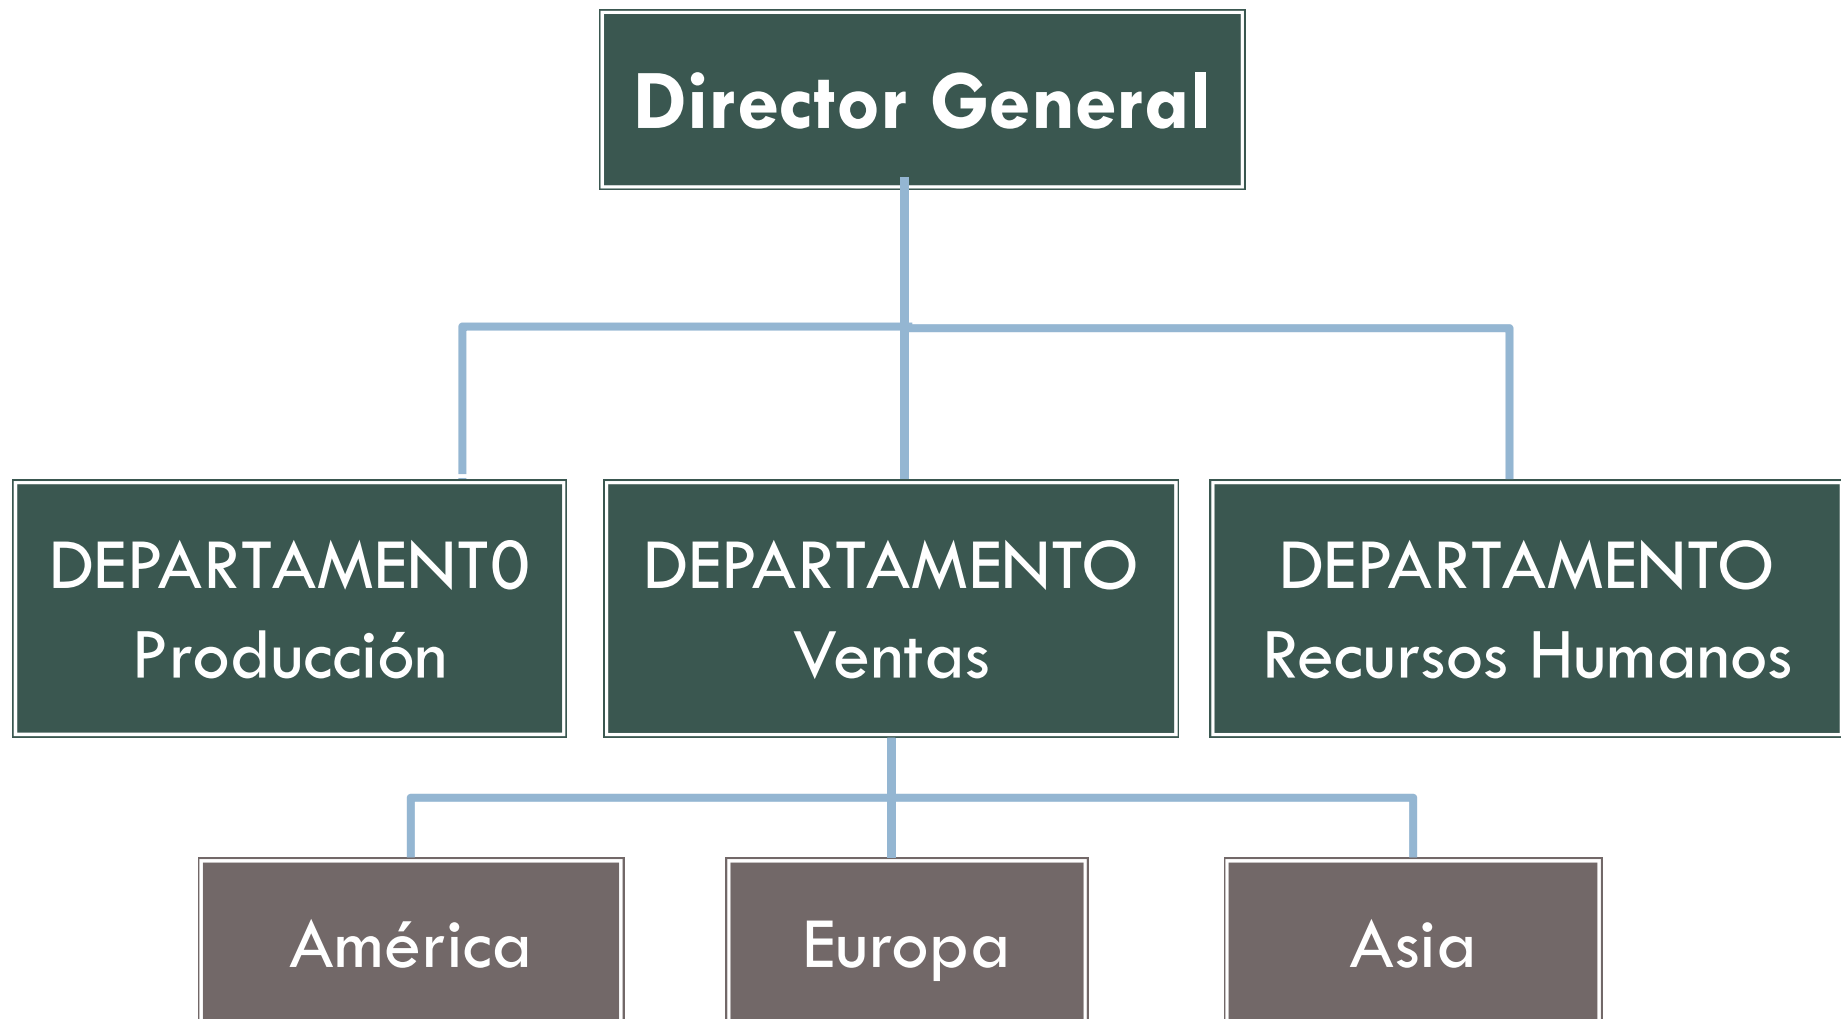 Director General
DEPARTAMENT0
Producción
DEPARTAMENTO
Ventas
DEPARTAMENTO
Recursos Humanos
América
Europa
Asia